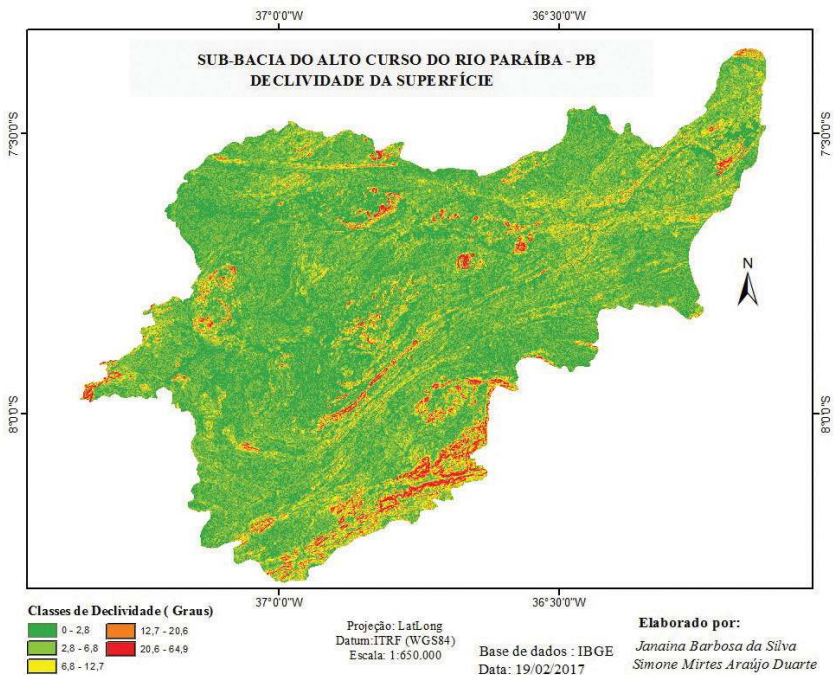 37°0'0"W
36°30'0"W
SUB-BACIA DO ALTO CURSO DO RIO PARAÍBA - PB
DECLIVIDADE DA SUPERFÍCIE
7°30'0"S
7°30'0"S
N
8°0'0"S
8°0'0"S
37°0'0"W
36°30'0"W
Classes de Declividade ( Graus)
0 - 2,8
2,8 - 6,8
6,8 - 12,7
12,7 - 20,6
20,6 - 64,9
Projeção: LatLong
Datum:ITRF (WGS84)
Escala: 1:650.000
Base de dados : IBGE
Data: 19/02/2017
Elaborado por:
Janaina Barbosa da Silva
Simone Mirtes Araújo Duarte